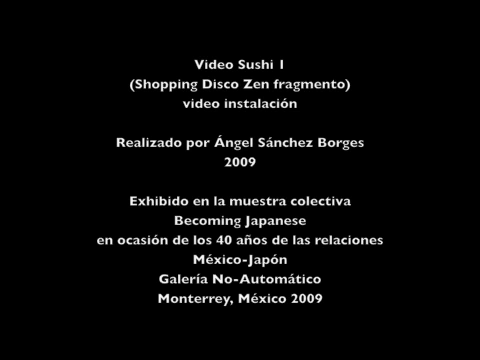 Video Sushi 1
(Shopping Disco Zen fragmento)
video instalación
Realizado por Ángel Sánchez Borges
2009
Exhibido en la muestra colectiva
Becoming Japanese
en ocasión de los 40 años de las relaciones
México-Japón
Galería No-Automático
Monterrey, México 2009